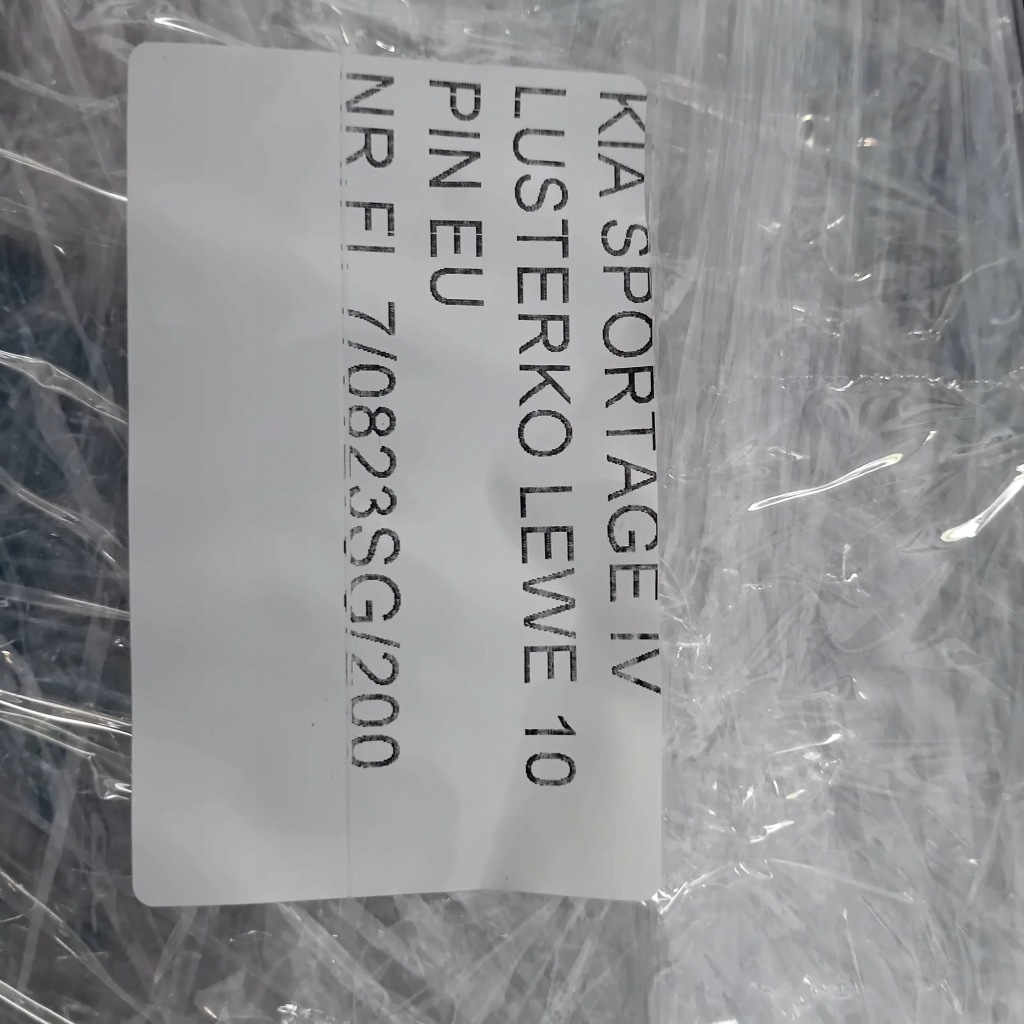 KIA SPORTAGE IV
LUSTERKO LEWE 10
PIN EU
NR FI 7/0823SG/200